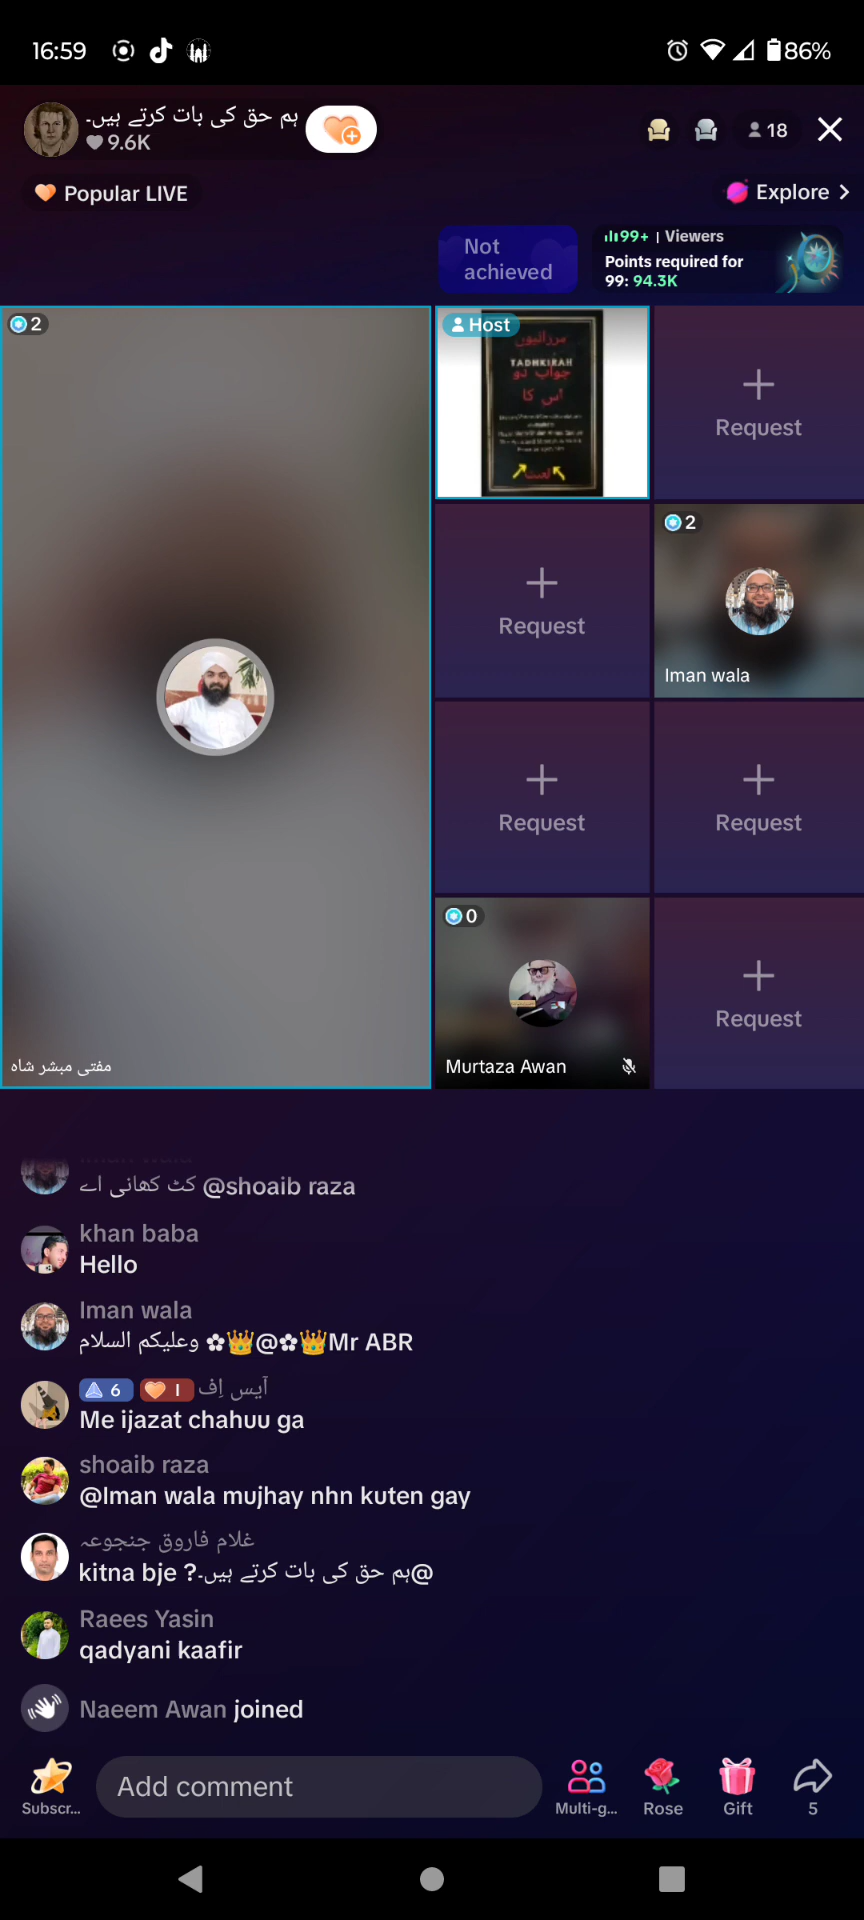 16:59
86%
ہم حق کی بات کرتے ہیں۔
9.6K
18
Popular LIVE
Explore
Not
achieved
99+ | Viewers
Points required for
99: 94.3K
2
Host
مرزائیوں
TADHKIRAH
جواب دو
اس کا
Request
Request
2
Iman wala
Request
Request
0
Murtaza Awan
Request
مفتی مبشر شاہ
کٹ کھانی اے @shoaib raza
khan baba
Hello
Iman wala
وعلیکم السلام ✿👑@✿👑Mr ABR
6 I آیس اِف
Me ijazat chahuu ga
shoaib raza
@Iman wala mujhay nhn kuten gay
غلام فاروق جنجوعہ
@ہم حق کی بات کرتے ہیں۔ kitna bje ?
Raees Yasin
qadyani kaafir
Naeem Awan joined
Add comment
Subscr...
Multi-g...
Rose
Gift
5